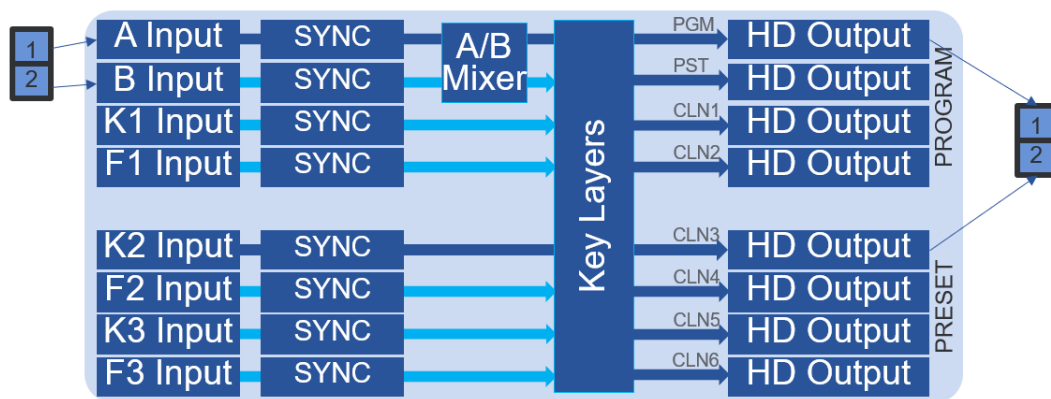 A Input SYNC A/B Mixer PGM HD Output
1
2
B Input SYNC PST HD Output
K1 Input SYNC CLN1 HD Output
F1 Input SYNC CLN2 HD Output
Key Layers
PROGRAM
1
2
K2 Input SYNC CLN3 HD Output
F2 Input SYNC CLN4 HD Output
K3 Input SYNC CLN5 HD Output
F3 Input SYNC CLN6 HD Output
PRESET